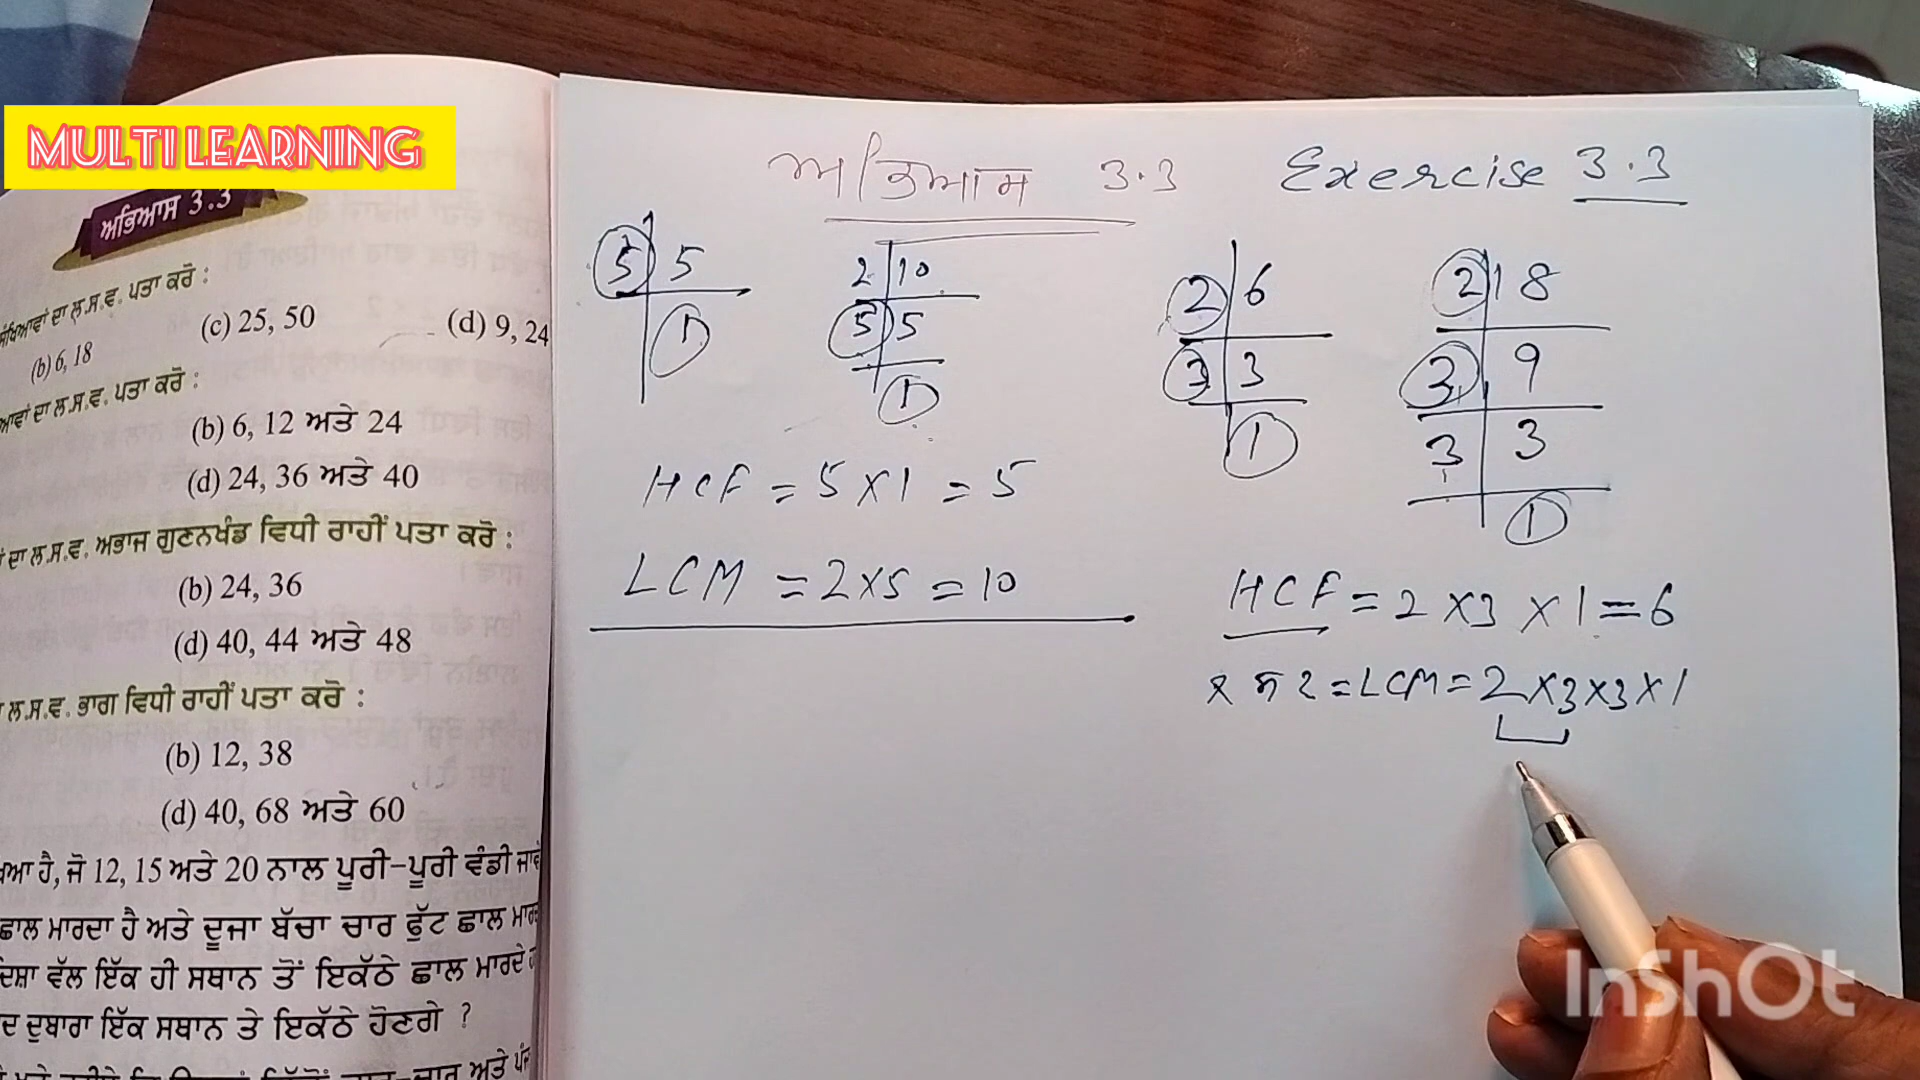 MULTI LEARNING
ਅਭਿਆਸ 3.3
ਸੰਖਿਆਵਾਂ ਦਾ ਲ.ਸ.ਵ. ਪਤਾ ਕਰੋ :
(b) 6, 18 (c) 25, 50 (d) 9, 24
ਦਾ ਲ.ਸ.ਵ. ਪਤਾ ਕਰੋ :
(b) 6, 12 ਅਤੇ 24
(d) 24, 36 ਅਤੇ 40
ਦਾ ਲ.ਸ.ਵ. ਅਭਾਜ ਗੁਣਨਖੰਡ ਵਿਧੀ ਰਾਹੀਂ ਪਤਾ ਕਰੋ :
(b) 24, 36
(d) 40, 44 ਅਤੇ 48
ਲ.ਸ.ਵ. ਭਾਗ ਵਿਧੀ ਰਾਹੀਂ ਪਤਾ ਕਰੋ :
(b) 12, 38
(d) 40, 68 ਅਤੇ 60
ਹੈ, ਜੋ 12, 15 ਅਤੇ 20 ਨਾਲ ਪੂਰੀ-ਪੂਰੀ ਵੰਡੀ
ਛਾਲ ਮਾਰਦਾ ਹੈ ਅਤੇ ਦੂਜਾ ਬੱਚਾ ਚਾਰ ਫੁੱਟ ਛਾਲ
ਦਿਸ਼ਾ ਵੱਲ ਇੱਕ ਹੀ ਸਥਾਨ ਤੋਂ ਇਕੱਠੇ ਛਾਲ ਮਾਰਦੇ
ਦੁਬਾਰਾ ਇੱਕ ਸਥਾਨ ਤੇ ਇਕੱਠੇ ਹੋਣਗੇ ?
ਅਭਿਆਸ 3.3 Exercise 3.3
5 5
1
2 10
5 5
1
HCF = 5 X 1 = 5
LCM = 2 X 5 = 10
2 6
3 3
1
2 18
3 9
3 3
1
HCF = 2 X 3 X 1 = 6
= LCM = 2 X 3 X 3 X 1
InShOt